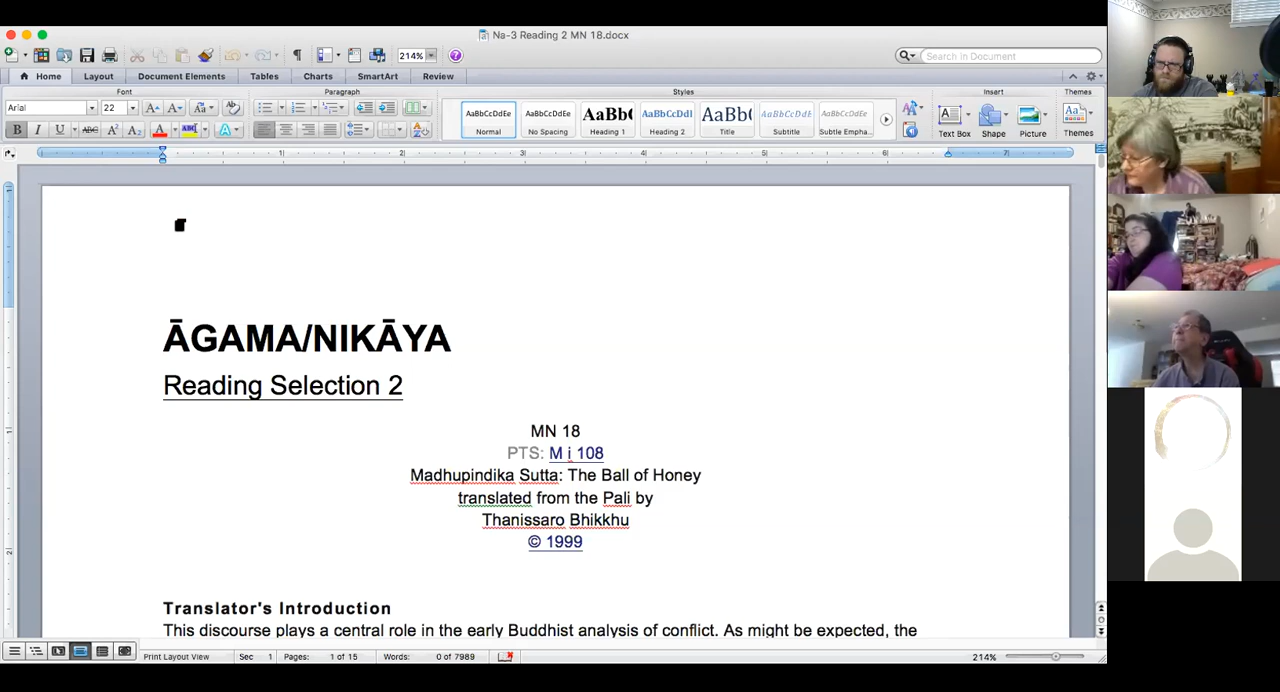 Na-3 Reading 2 MN 18.docx
214%
Search in Document
Home Layout Document Elements Tables Charts SmartArt Review
Font Paragraph Styles Insert Themes
Arial 22
AaBbCcDdEe AaBbCcDdEe AaBbC AaBbCcDdI AaBbC AaBbCcDdE AaBbCcDdEe
Normal No Spacing Heading 1 Heading 2 Title Subtitle Subtle Empha...
Text Box Shape Picture Themes
ĀGAMA/NIKĀYA
Reading Selection 2
MN 18
PTS: M i 108
Madhupindika Sutta: The Ball of Honey
translated from the Pali by
Thanissaro Bhikkhu
© 1999
Translator's Introduction
This discourse plays a central role in the early Buddhist analysis of conflict. As might be expected, the
Print Layout View Sec 1 Pages: 1 of 15 Words: 0 of 7989 214%